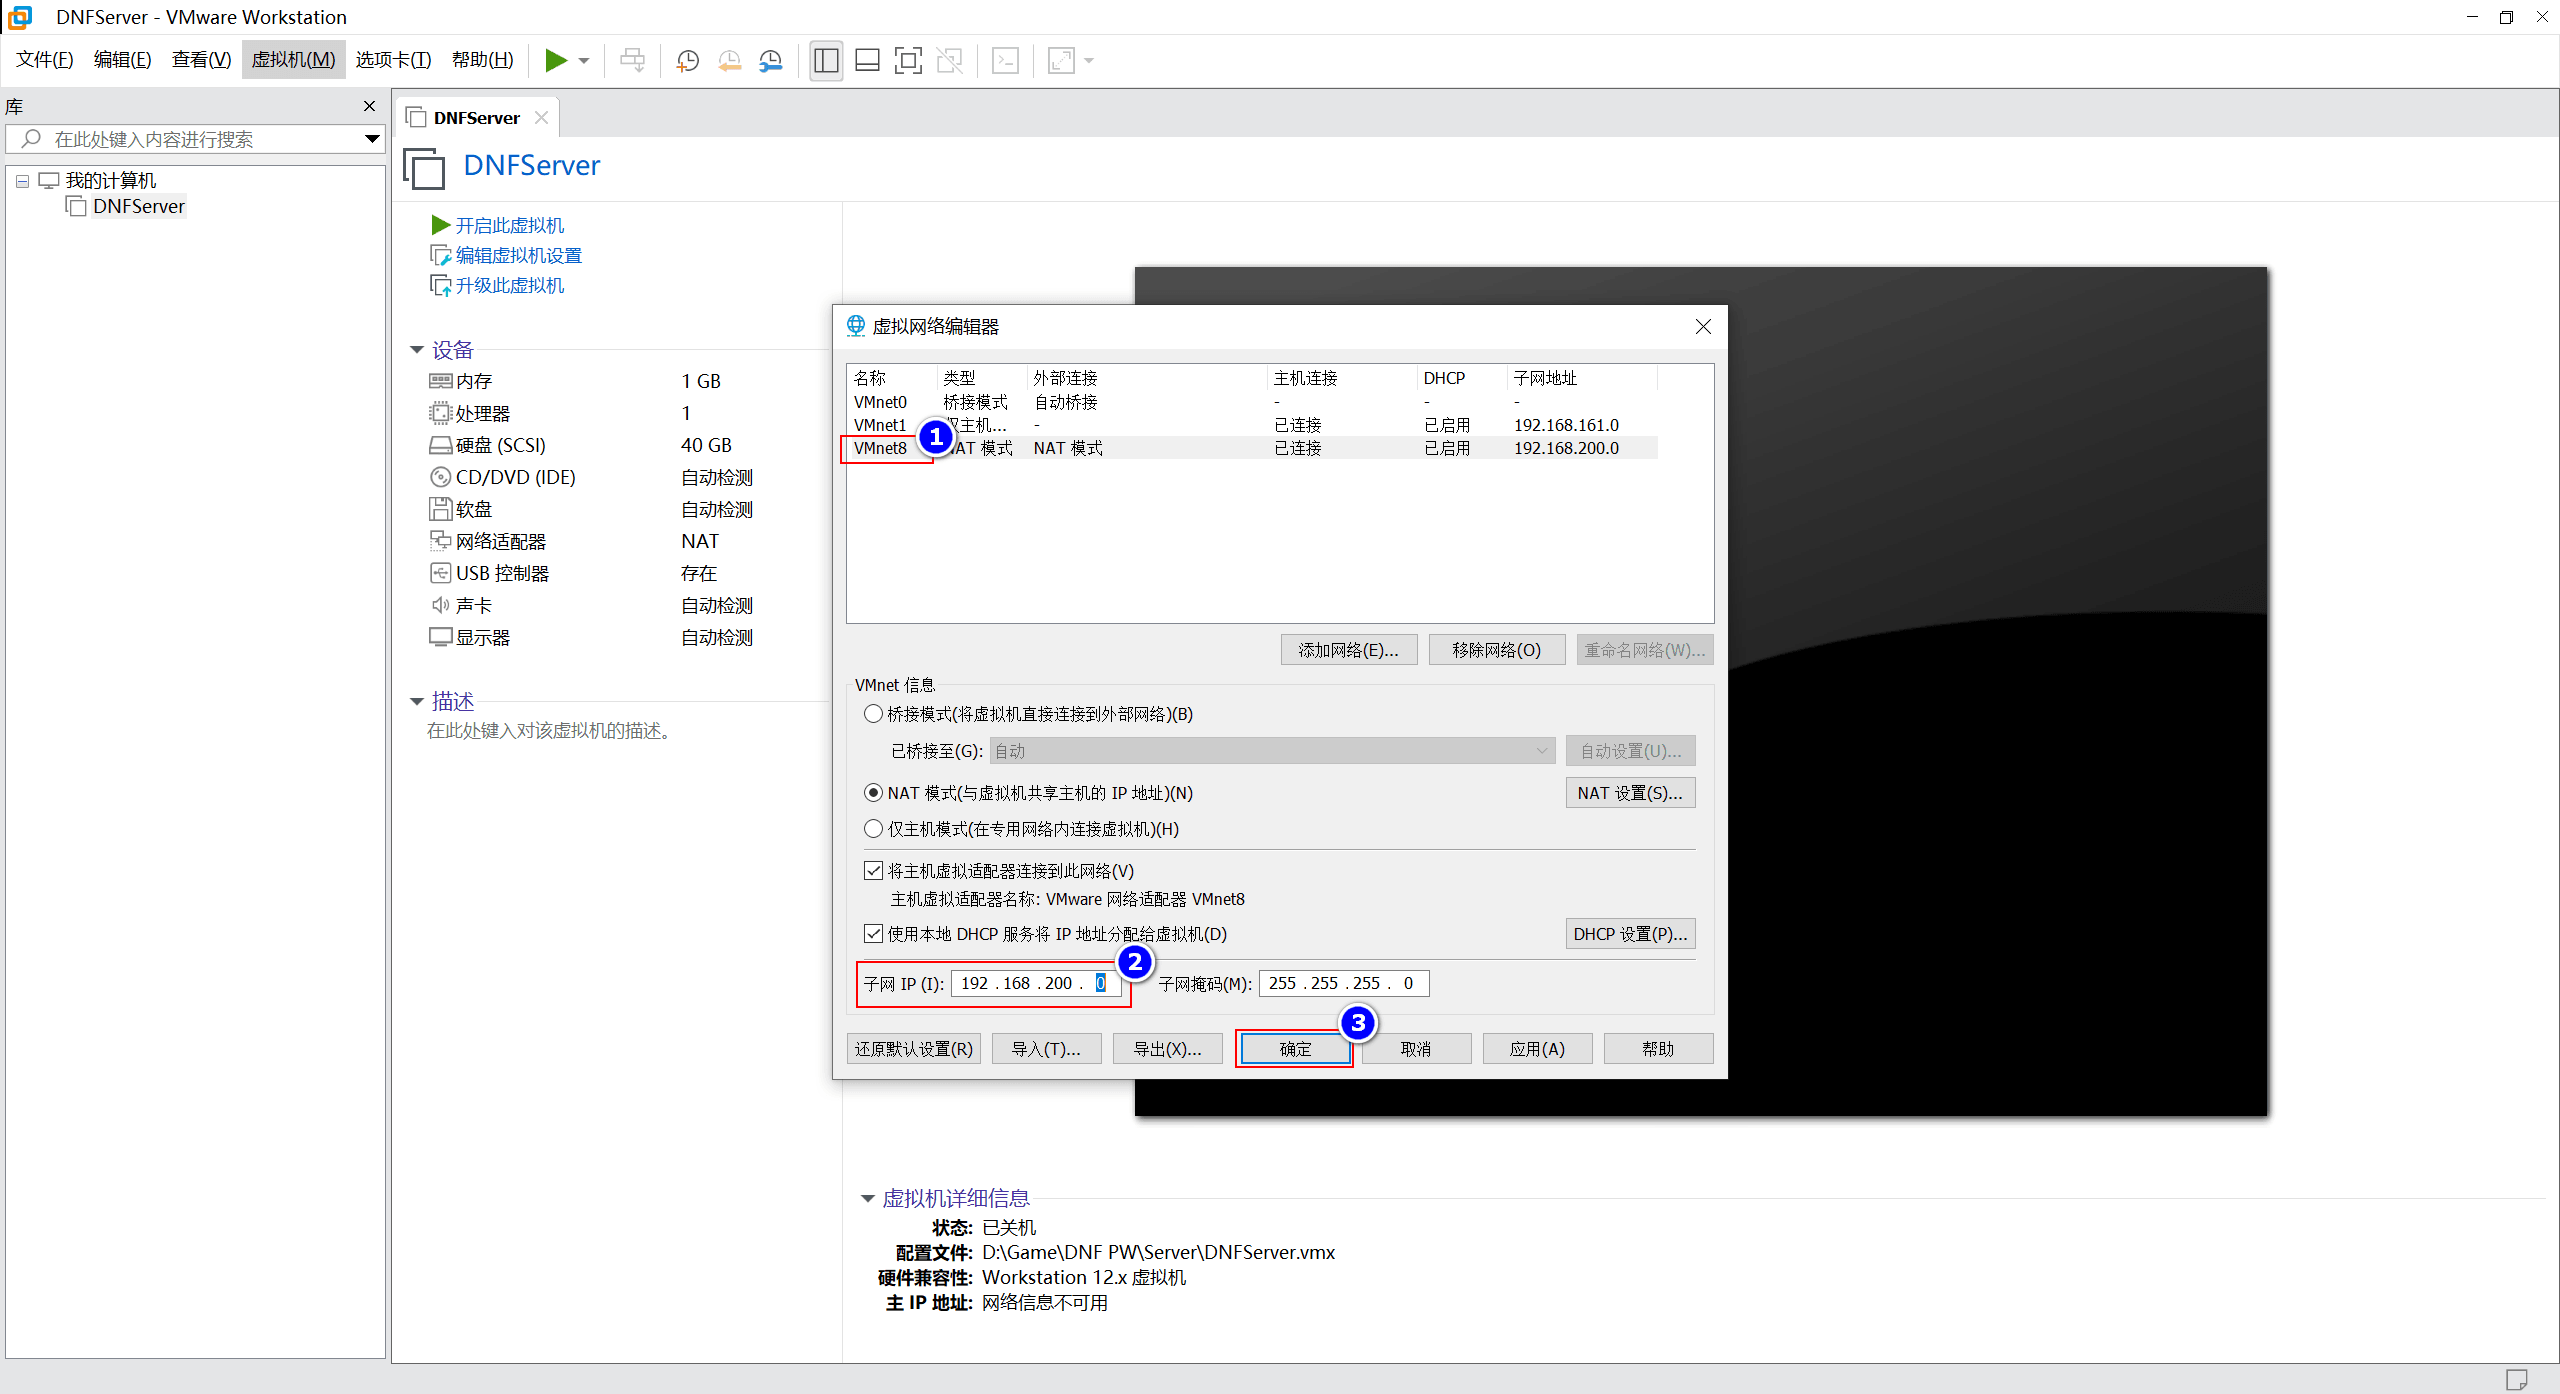 DNFServer - VMware Workstation
文件(F) 编辑(E) 查看(V) 虚拟机(M) 选项卡(T) 帮助(H)
库
在此处键入内容进行搜索
我的计算机
DNFServer
DNFServer
DNFServer
开启此虚拟机
编辑虚拟机设置
升级此虚拟机
设备
内存 1 GB
处理器 1
硬盘 (SCSI) 40 GB
CD/DVD (IDE) 自动检测
软盘 自动检测
网络适配器 NAT
USB 控制器 存在
声卡 自动检测
显示器 自动检测
描述
在此处键入对该虚拟机的描述。
虚拟网络编辑器
名称 类型 外部连接 主机连接 DHCP 子网地址
VMnet0 桥接模式 自动桥接 - - -
VMnet1 主机... - 已连接 已启用 192.168.161.0
1
VMnet8 NAT 模式 NAT 模式 已连接 已启用 192.168.200.0
添加网络(E)... 移除网络(O) 重命名网络(W)...
VMnet 信息
桥接模式(将虚拟机直接连接到外部网络)(B)
已桥接至(G): 自动 自动设置(U)...
NAT 模式(与虚拟机共享主机的 IP 地址)(N) NAT 设置(S)...
仅主机模式(在专用网络内连接虚拟机)(H)
将主机虚拟适配器连接到此网络(V)
主机虚拟适配器名称: VMware 网络适配器 VMnet8
使用本地 DHCP 服务将 IP 地址分配给虚拟机(D) DHCP 设置(P)...
2
子网 IP (I): 192 . 168 . 200 . 0 子网掩码(M): 255 . 255 . 255 . 0
3
还原默认设置(R) 导入(T)... 导出(X)... 确定 取消 应用(A) 帮助
虚拟机详细信息
状态: 已关机
配置文件: D:\Game\DNF PW\Server\DNFServer.vmx
硬件兼容性: Workstation 12.x 虚拟机
主 IP 地址: 网络信息不可用